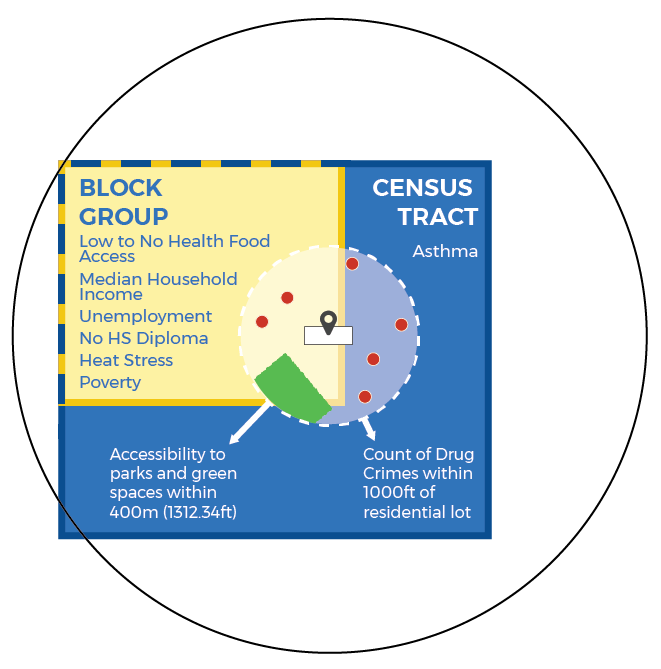 BLOCK
GROUP
Low to No Health Food
Access
Median Household
Income
Unemployment
No HS Diploma
Heat Stress
Poverty
CENSUS
TRACT
Asthma
Accessibility to
parks and green
spaces within
400m (1312.34ft)
Count of Drug
Crimes within
1000ft of
residential lot